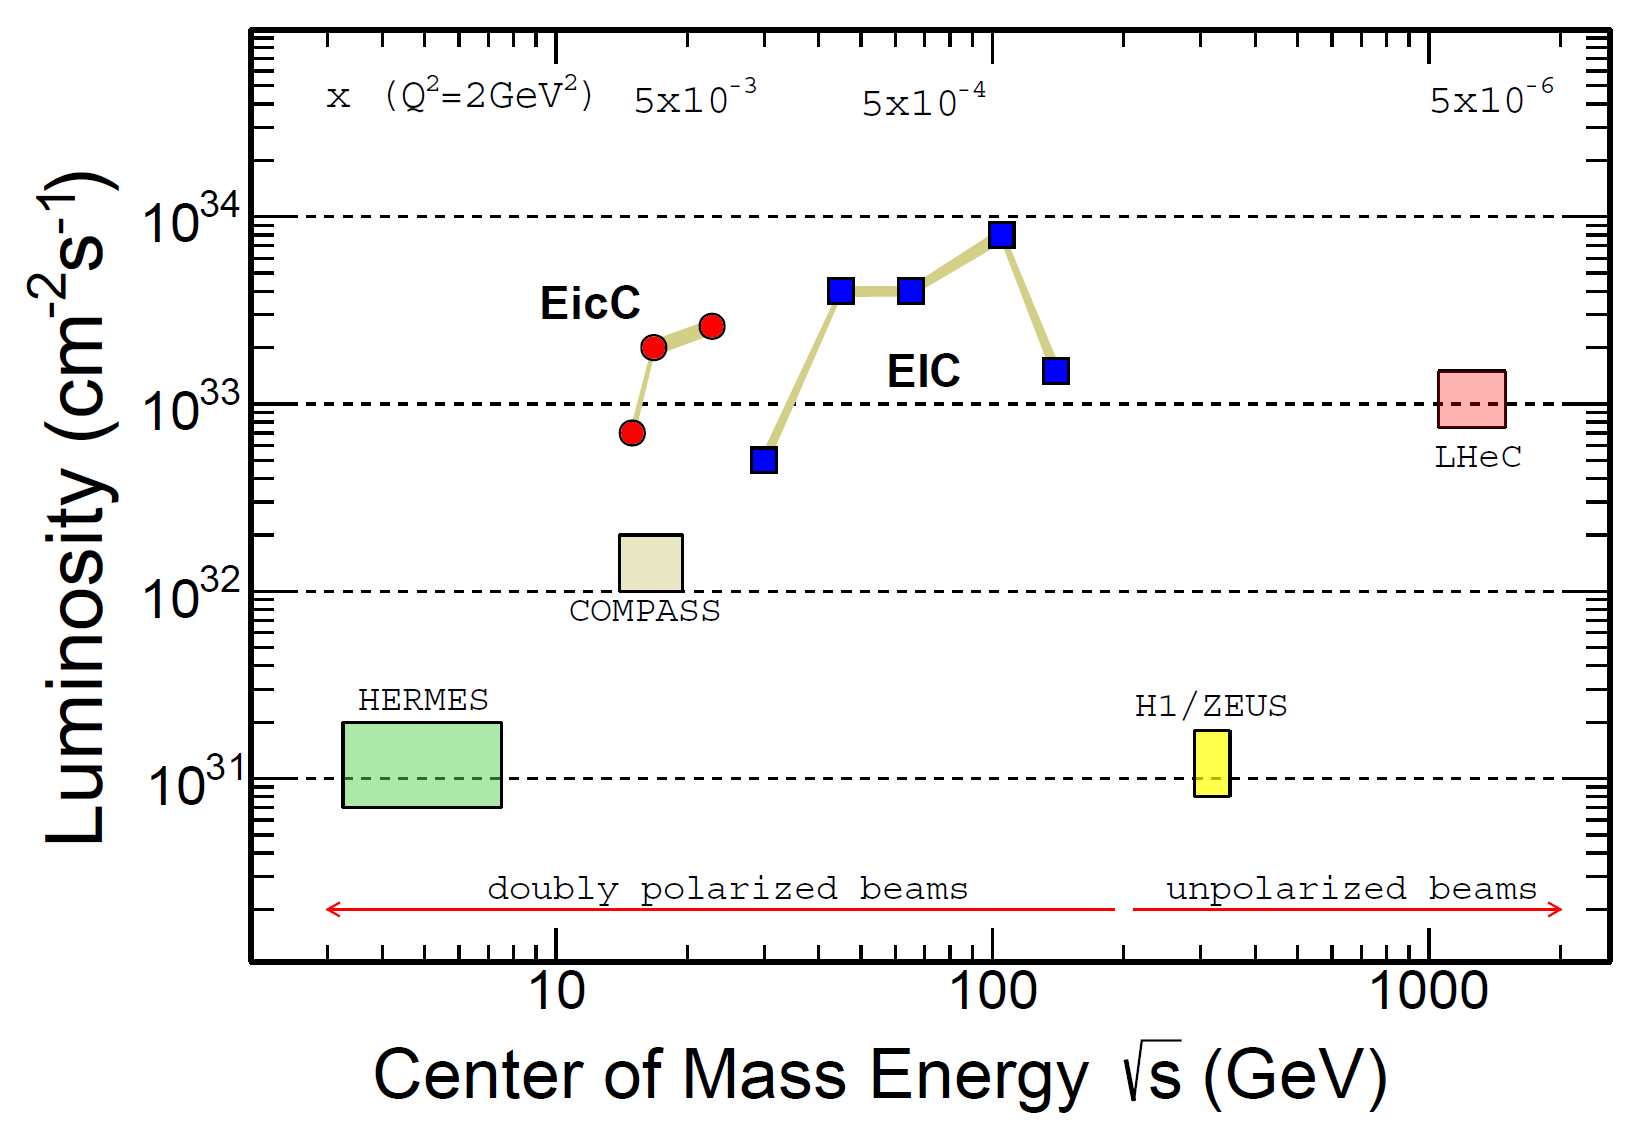 x (Q²=2GeV²) 5x10⁻³ 5x10⁻⁴ 5x10⁻⁶
Luminosity (cm⁻²s⁻¹)
10³⁴
10³³
10³²
10³¹
EicC
EIC
LHeC
COMPASS
HERMES
H1/ZEUS
doubly polarized beams
unpolarized beams
10 100 1000
Center of Mass Energy √s (GeV)